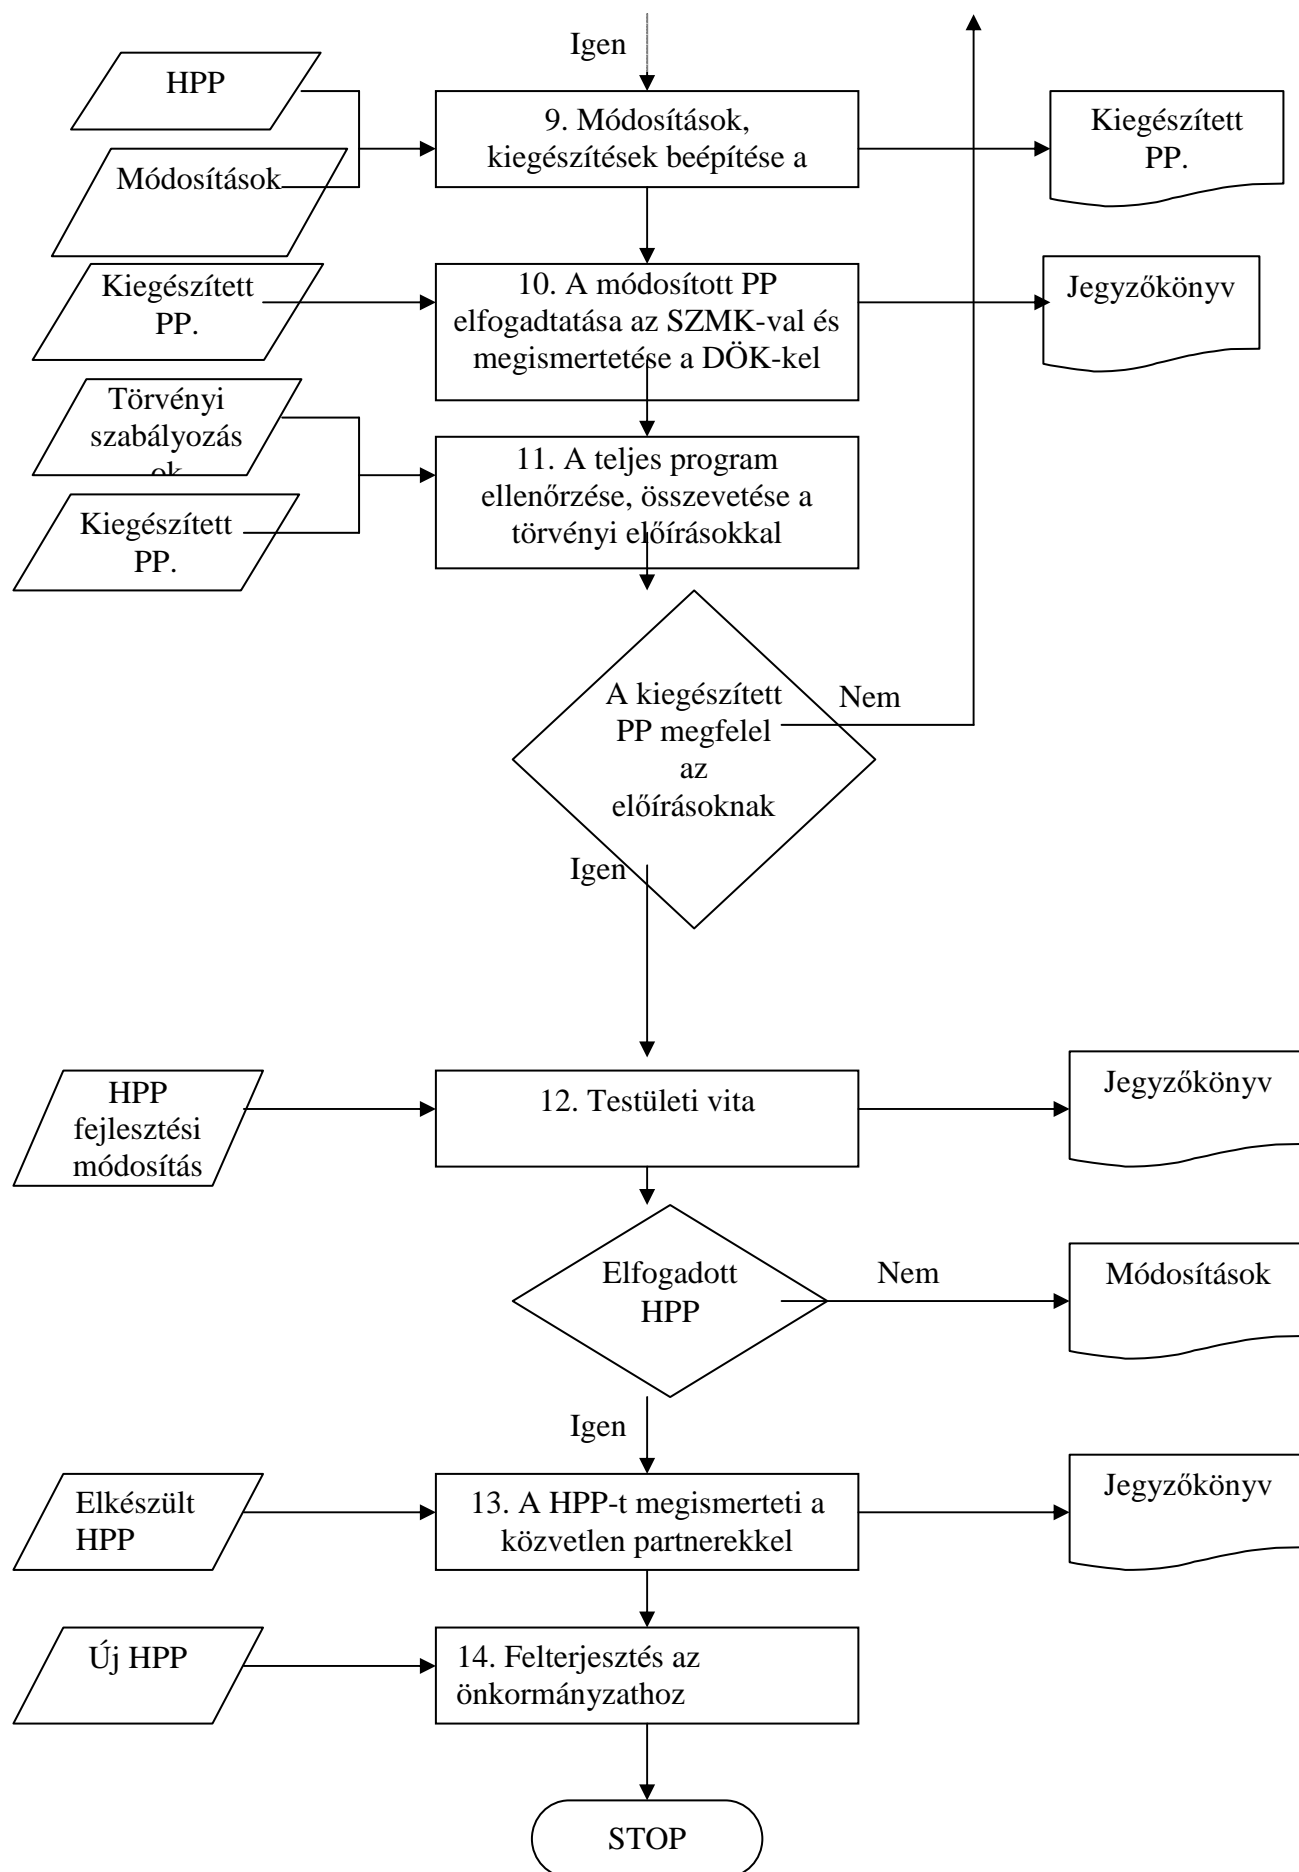 Igen
HPP
9. Módosítások,
kiegészítések beépítése a
Kiegészített
PP.
Módosítások
Kiegészített
PP.
10. A módosított PP
elfogadtatása az SZMK-val és
megismertetése a DÖK-kel
Jegyzőkönyv
Törvényi
szabályozás
ok
11. A teljes program
ellenőrzése, összevetése a
törvényi előírásokkal
Kiegészített
PP.
A kiegészített
PP megfelel
az
előírásoknak
Nem
Igen
HPP
fejlesztési
módosítás
12. Testületi vita
Jegyzőkönyv
Elfogadott
HPP
Nem
Módosítások
Igen
Elkészült
HPP
13. A HPP-t megismerteti a
közvetlen partnerekkel
Jegyzőkönyv
Új HPP
14. Felterjesztés az
önkormányzathoz
STOP